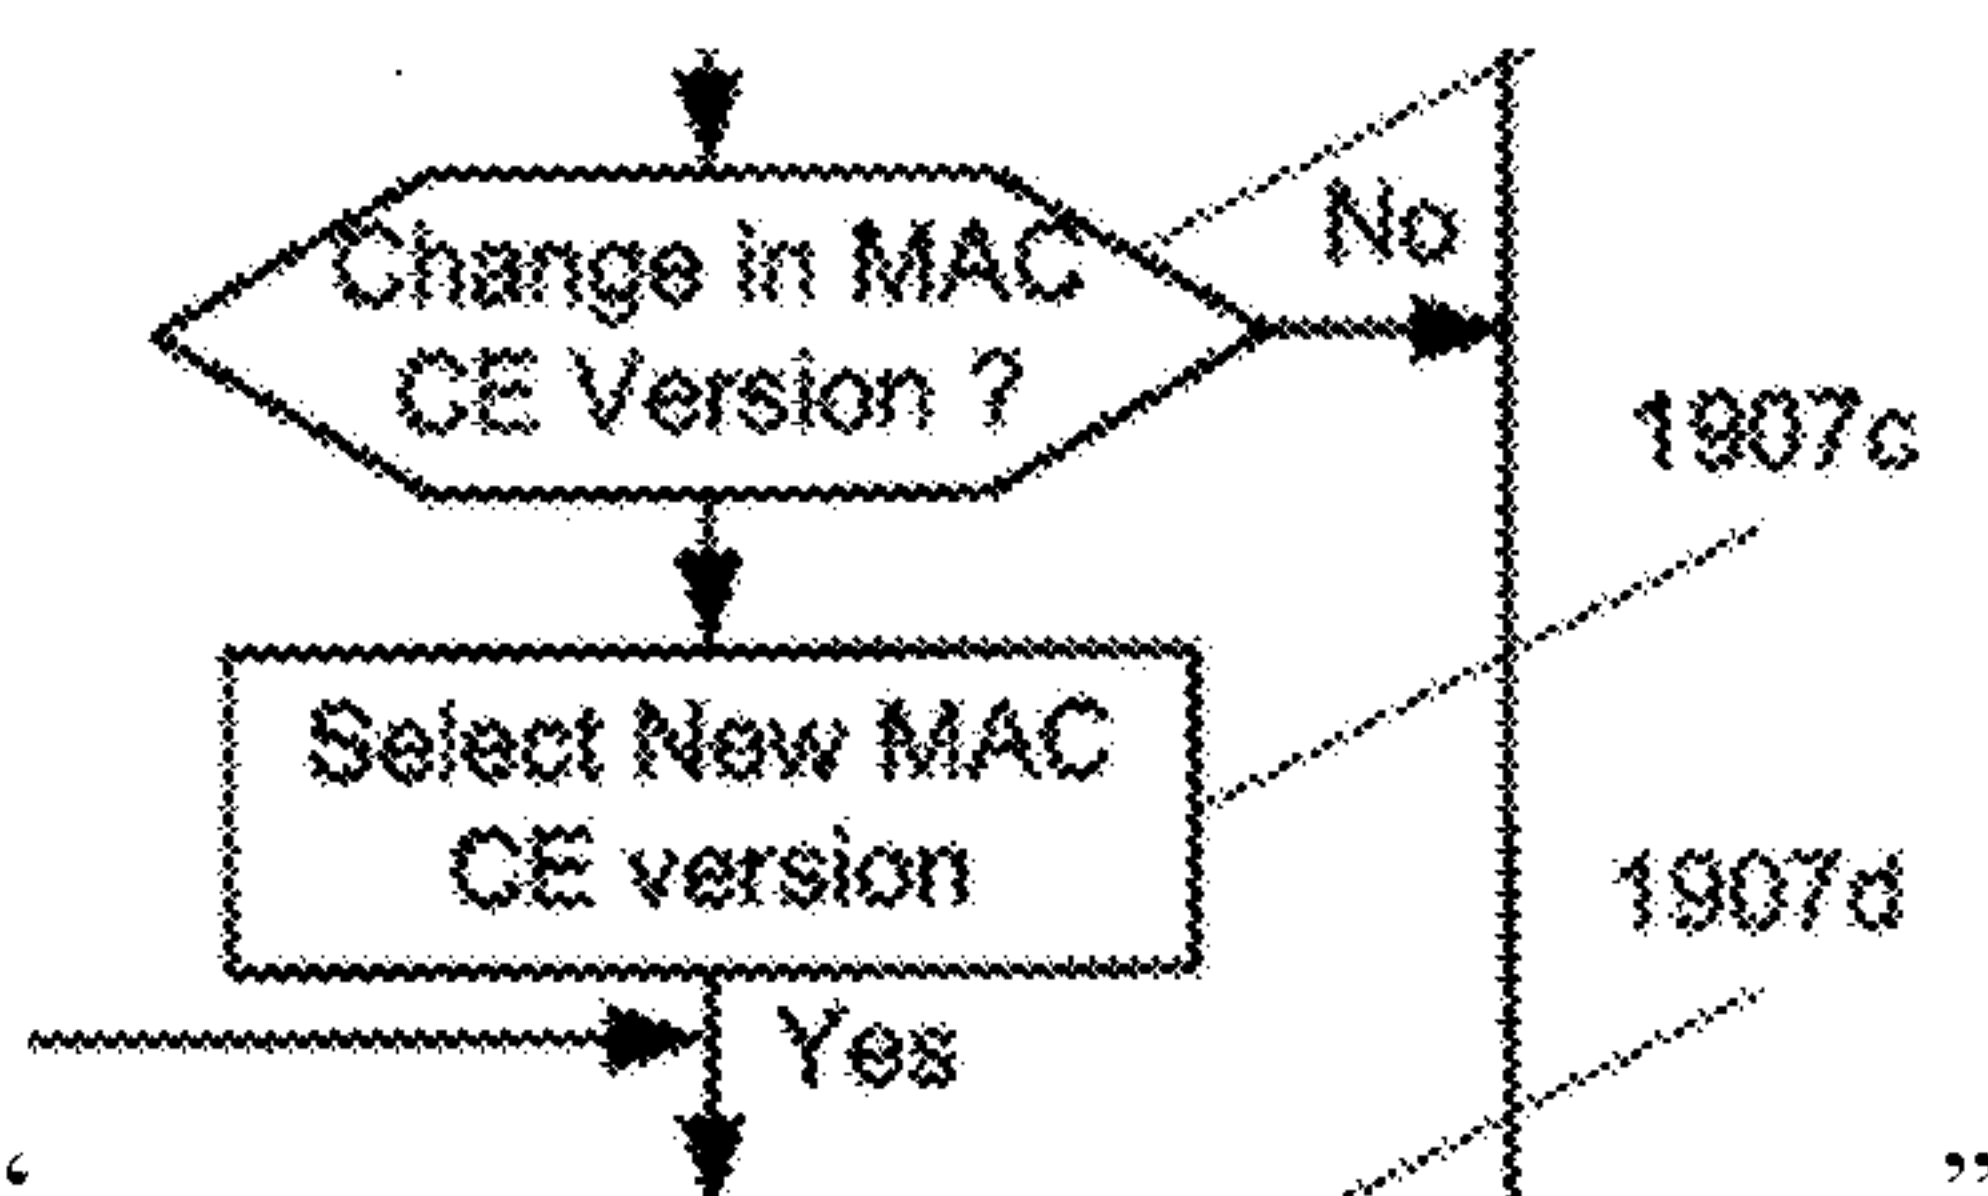 Change in MAC
CE Version ?
No
1907c
Select New MAC
CE version
1907d
Yes
‘ ”